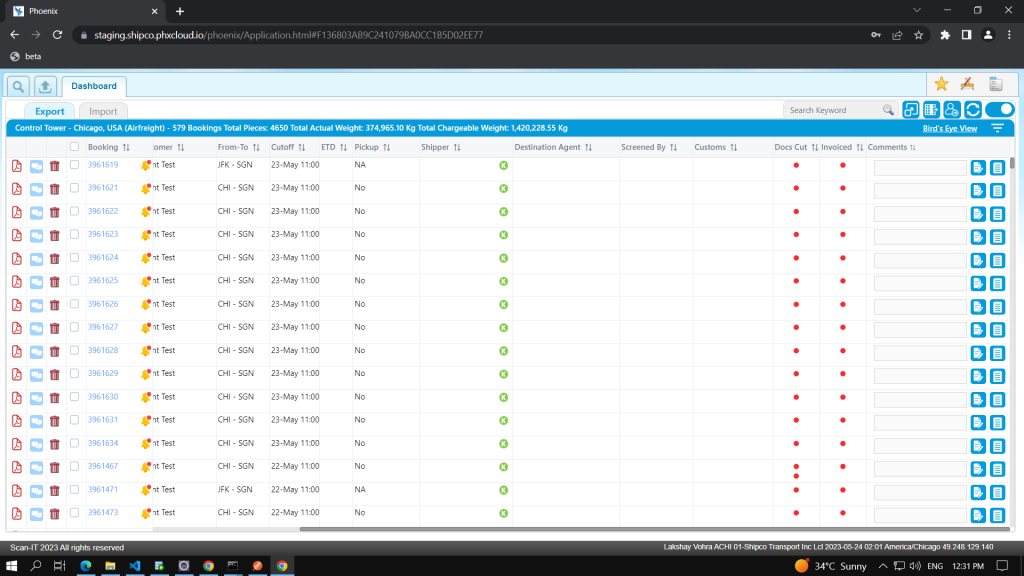 Phoenix
staging.shipco.phxcloud.io/phoenix/Application.html#F136803AB9C241079BA0CC185D02EE77
beta
Dashboard
Export Import Search Keyword
Control Tower - Chicago, USA (Airfreight) - 579 Bookings Total Pieces: 4650 Total Actual Weight: 374,965.10 Kg Total Chargeable Weight: 1,420,228.55 Kg Bird's Eye View
Booking omer From-To Cutoff ETD Pickup Shipper Destination Agent Screened By Customs Docs Cut Invoiced Comments
3961619 nt Test JFK - SGN 23-May 11:00 NA K
3961621 nt Test CHI - SGN 23-May 11:00 No K
3961622 nt Test CHI - SGN 23-May 11:00 No K
3961623 nt Test CHI - SGN 23-May 11:00 No K
3961624 nt Test CHI - SGN 23-May 11:00 No K
3961625 nt Test CHI - SGN 23-May 11:00 No K
3961626 nt Test CHI - SGN 23-May 11:00 No K
3961627 nt Test CHI - SGN 23-May 11:00 No K
3961628 nt Test CHI - SGN 23-May 11:00 No K
3961629 nt Test CHI - SGN 23-May 11:00 No K
3961630 nt Test CHI - SGN 23-May 11:00 No K
3961631 nt Test CHI - SGN 23-May 11:00 No K
3961634 nt Test CHI - SGN 23-May 11:00 No K
3961467 nt Test CHI - SGN 22-May 11:00 No K
3961471 nt Test JFK - SGN 22-May 11:00 NA K
3961473 nt Test CHI - SGN 22-May 11:00 No K
Scan-IT 2023 All rights reserved Lakshay Vohra ACHI 01-Shipco Transport Inc Lcl 2023-05-24 02:01 America/Chicago 49.248.129.140
34°C Sunny ENG 12:31 PM